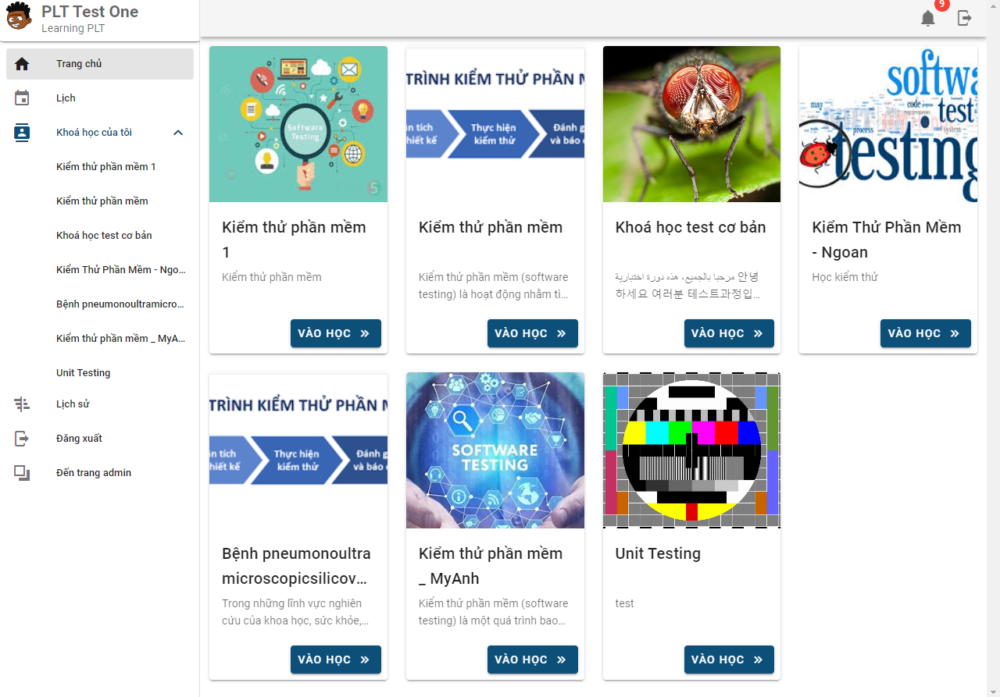 PLT Test One
Learning PLT
9
Trang chủ
Lịch
Khoá học của tôi
Kiểm thử phần mềm 1
Kiểm thử phần mềm
Khoá học test cơ bản
Kiểm Thử Phần Mềm - Ngo...
Bệnh pneumonoultramicro...
Kiểm thử phần mềm _ MyA...
Unit Testing
Lịch sử
Đăng xuất
Đến trang admin
Software
Testing
5
Kiểm thử phần mềm
1
Kiểm thử phần mềm
VÀO HỌC
TRÌNH KIỂM THỬ PHẦN M
n tích
hiết kế
Thực hiện
kiểm thử
Đánh g
và báo
Kiểm thử phần mềm
Kiểm thử phần mềm (software
testing) là hoạt động nhằm tì...
VÀO HỌC
Khoá học test cơ bản
مرحبا بالجميع، هذه دورة اختبارية 안녕
하세요 여러분 테스트과정입...
VÀO HỌC
softwa
may
code
test
process
system
testing
Kiểm Thử Phần Mềm
- Ngoan
Học kiểm thử
VÀO HỌC
TRÌNH KIỂM THỬ PHẦN M
n tích
hiết kế
Thực hiện
kiểm thử
Đánh g
và báo
Bệnh pneumonoultra
microscopicsilicov...
Trong những lĩnh vực nghiên
cứu của khoa học, sức khỏe,...
VÀO HỌC
SOFTWARE
TESTING
Kiểm thử phần mềm
_ MyAnh
Kiểm thử phần mềm (software
testing) là một quá trình bao...
VÀO HỌC
Unit Testing
test
VÀO HỌC